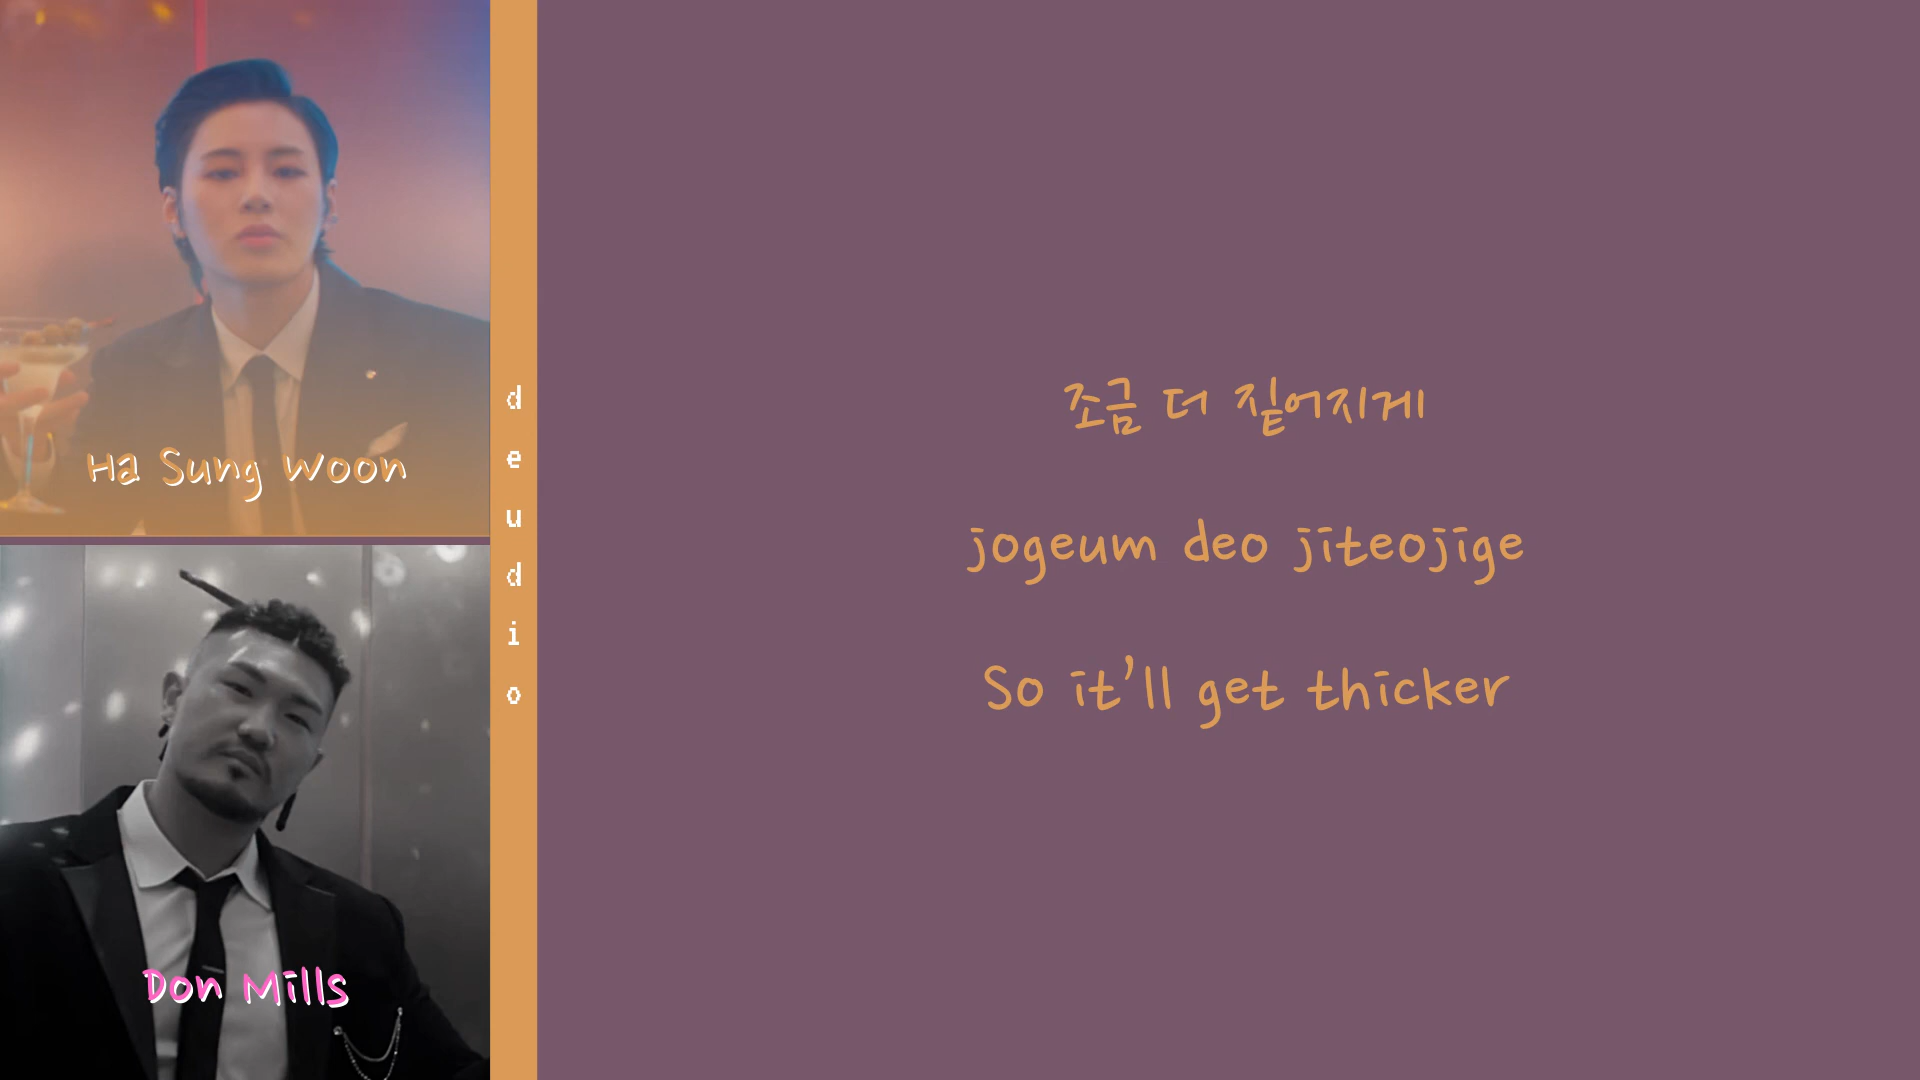 Ha Sung Woon
Don Mills
deudio
조금 더 짙어지게
jogeum deo jiteojige
So it'll get thicker